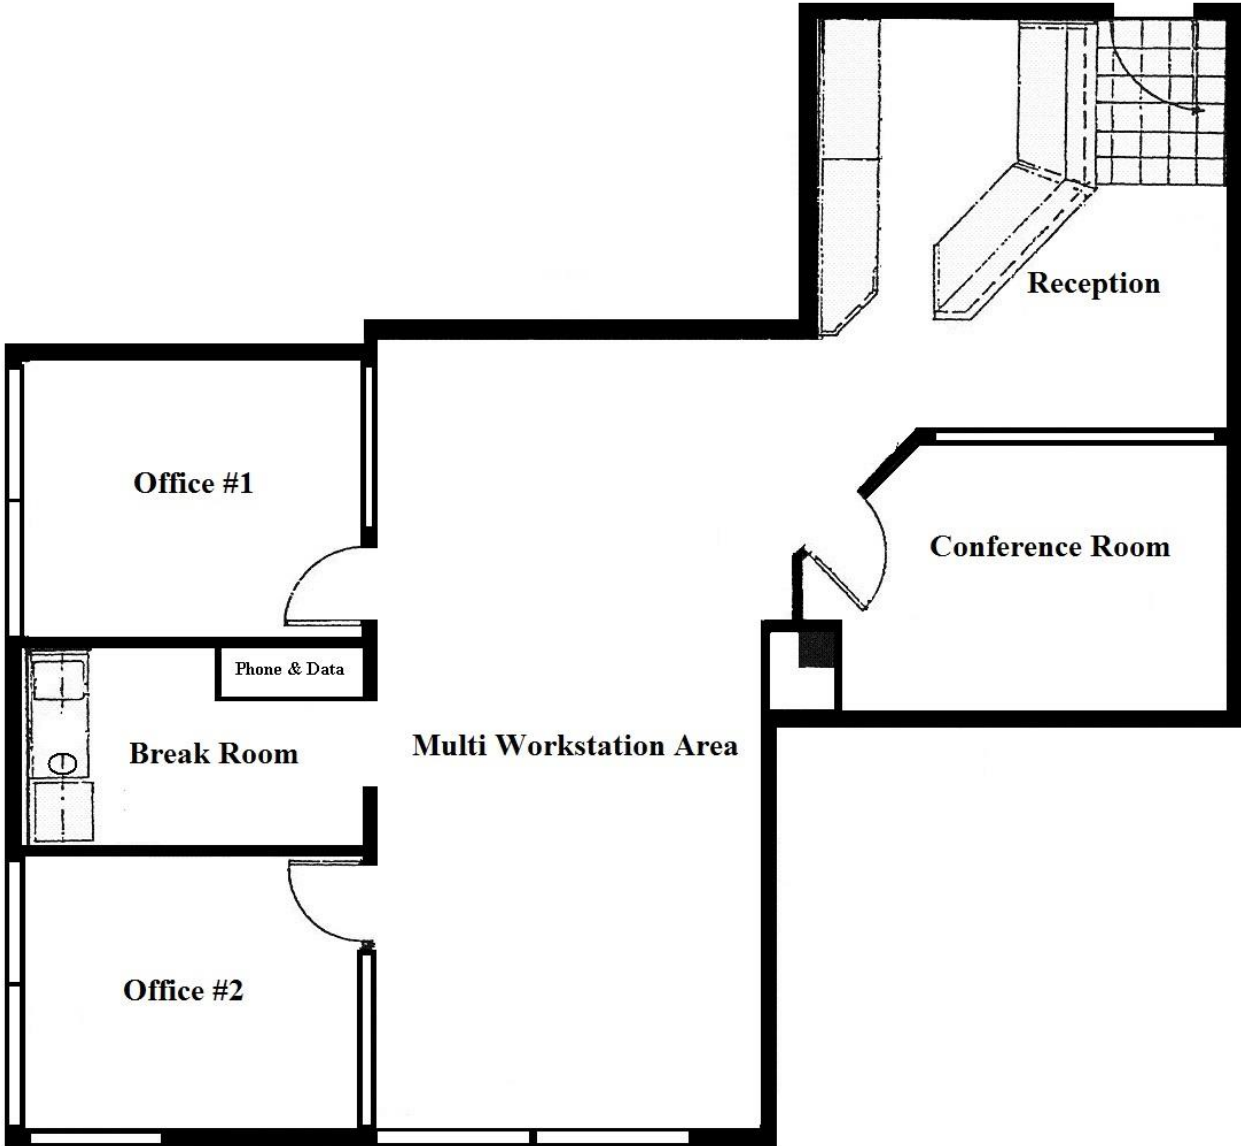 Reception
Office #1
Conference Room
Phone & Data
Break Room
Multi Workstation Area
Office #2